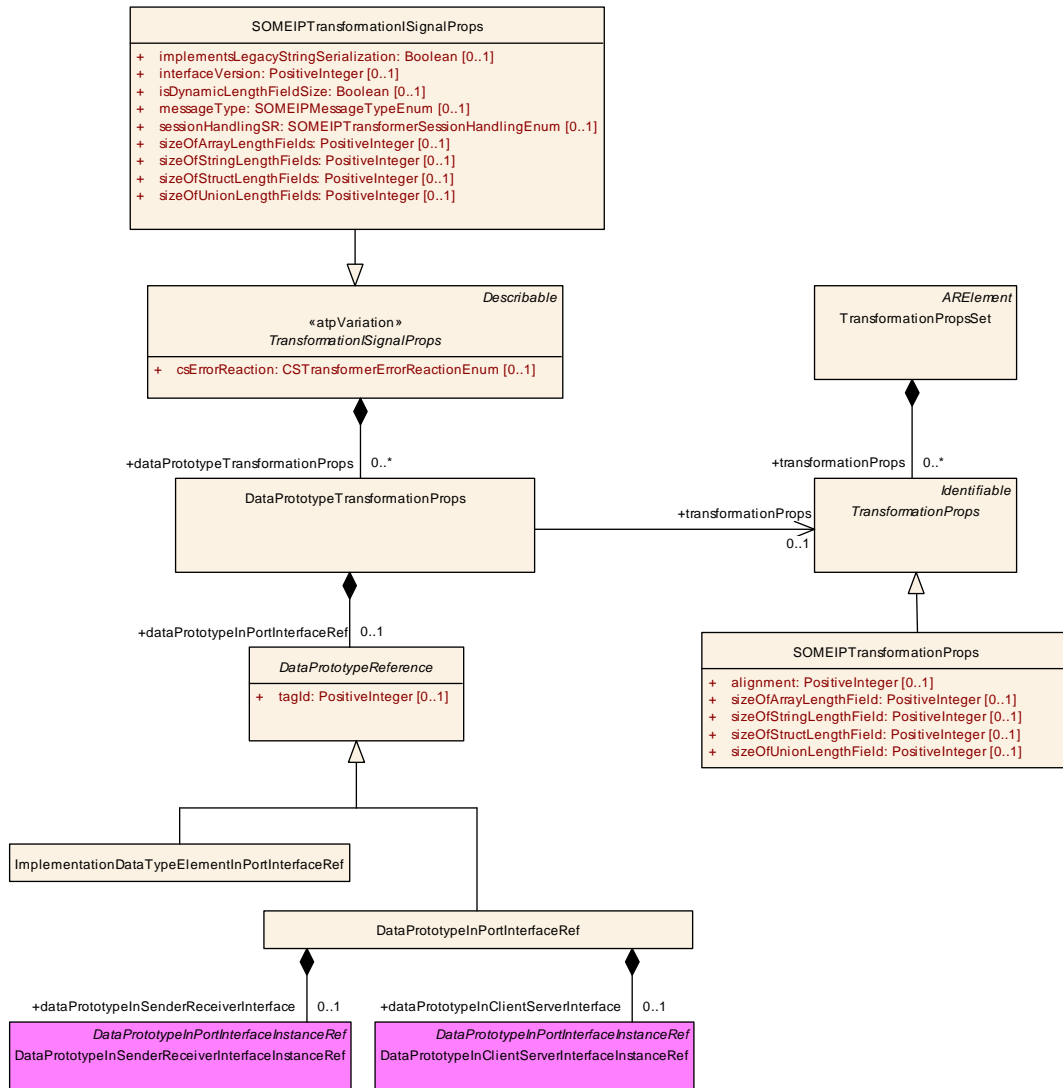 SOMEIPTransformationISignalProps
+ implementsLegacyStringSerialization: Boolean [0..1]
+ interfaceVersion: PositiveInteger [0..1]
+ isDynamicLengthFieldSize: Boolean [0..1]
+ messageType: SOMEIPMessageTypeEnum [0..1]
+ sessionHandlingSR: SOMEIPTransformerSessionHandlingEnum [0..1]
+ sizeOfArrayLengthFields: PositiveInteger [0..1]
+ sizeOfStringLengthFields: PositiveInteger [0..1]
+ sizeOfStructLengthFields: PositiveInteger [0..1]
+ sizeOfUnionLengthFields: PositiveInteger [0..1]
Describable
«atpVariation»
TransformationISignalProps
+ csErrorReaction: CSTransformerErrorReactionEnum [0..1]
ARElement
TransformationPropsSet
+dataPrototypeTransformationProps 0..*
+transformationProps 0..*
DataPrototypeTransformationProps
+transformationProps
0..1
Identifiable
TransformationProps
+dataPrototypeInPortInterfaceRef 0..1
DataPrototypeReference
+ tagId: PositiveInteger [0..1]
SOMEIPTransformationProps
+ alignment: PositiveInteger [0..1]
+ sizeOfArrayLengthField: PositiveInteger [0..1]
+ sizeOfStringLengthField: PositiveInteger [0..1]
+ sizeOfStructLengthField: PositiveInteger [0..1]
+ sizeOfUnionLengthField: PositiveInteger [0..1]
ImplementationDataTypeElementInPortInterfaceRef
DataPrototypeInPortInterfaceRef
+dataPrototypeInSenderReceiverInterface 0..1
+dataPrototypeInClientServerInterface 0..1
DataPrototypeInPortInterfaceInstanceRef
DataPrototypeInSenderReceiverInterfaceInstanceRef
DataPrototypeInPortInterfaceInstanceRef
DataPrototypeInClientServerInterfaceInstanceRef